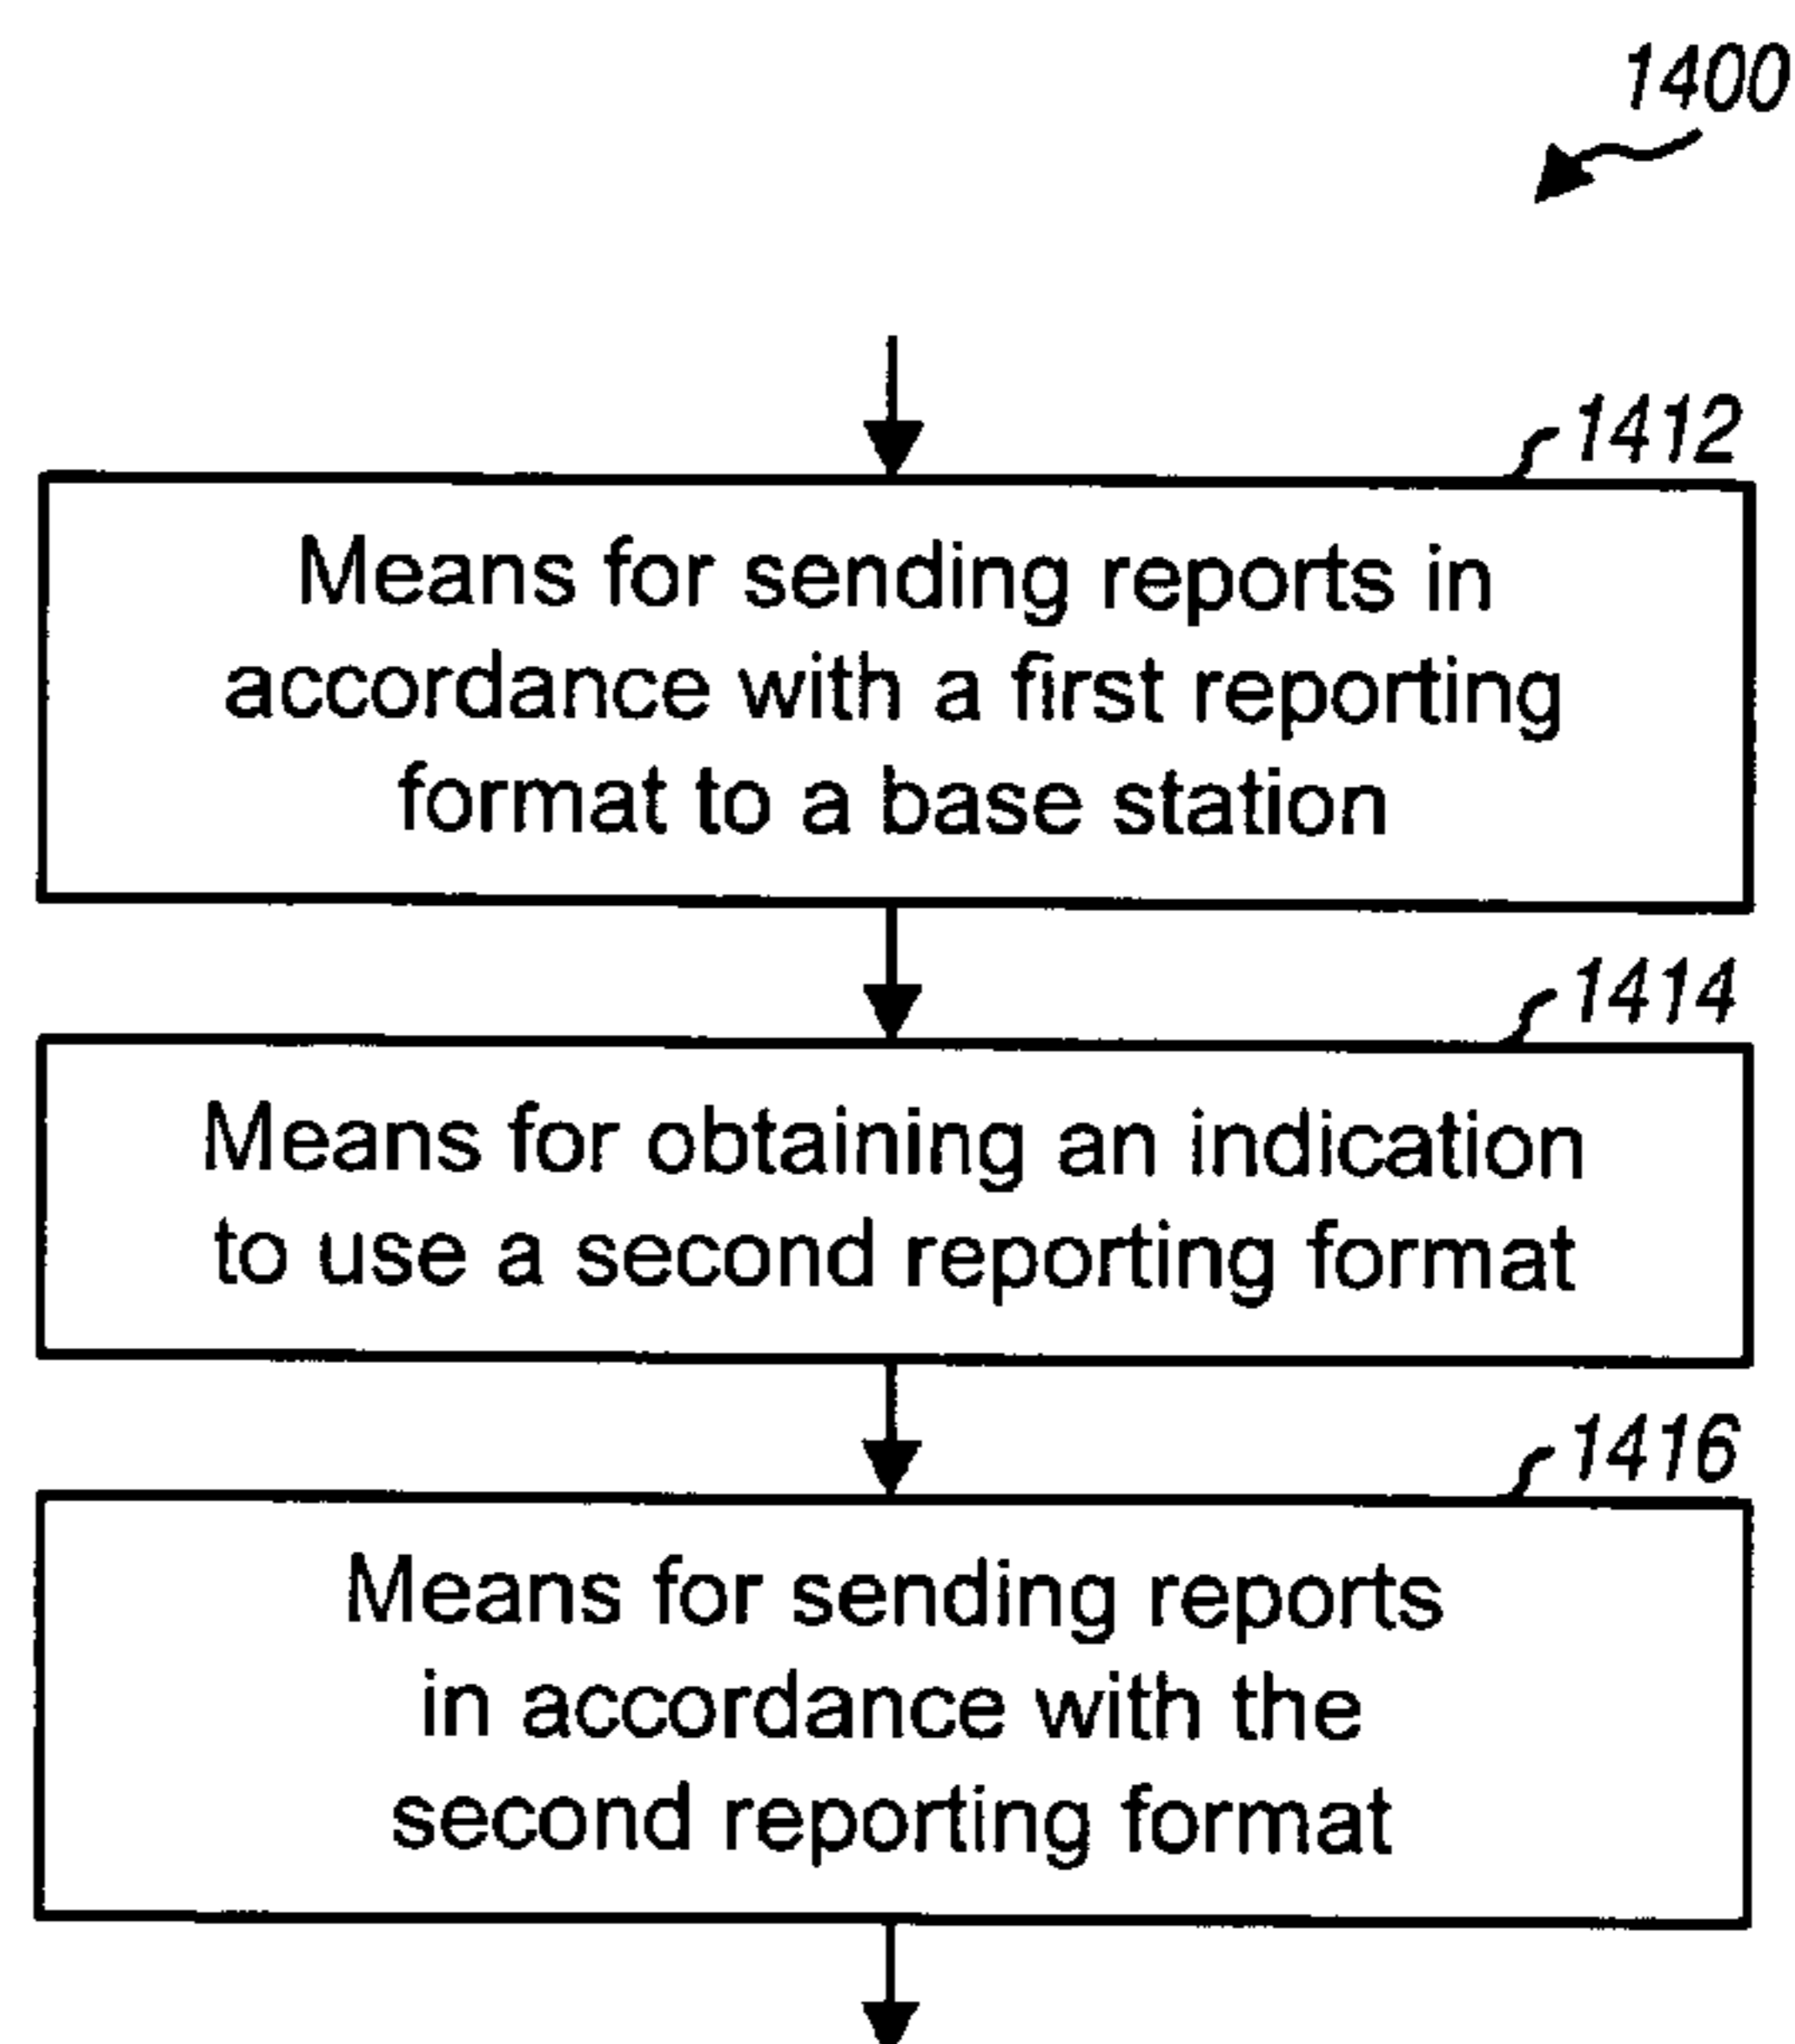 1400
1412
Means for sending reports in
accordance with a first reporting
format to a base station
1414
Means for obtaining an indication
to use a second reporting format
1416
Means for sending reports
in accordance with the
second reporting format